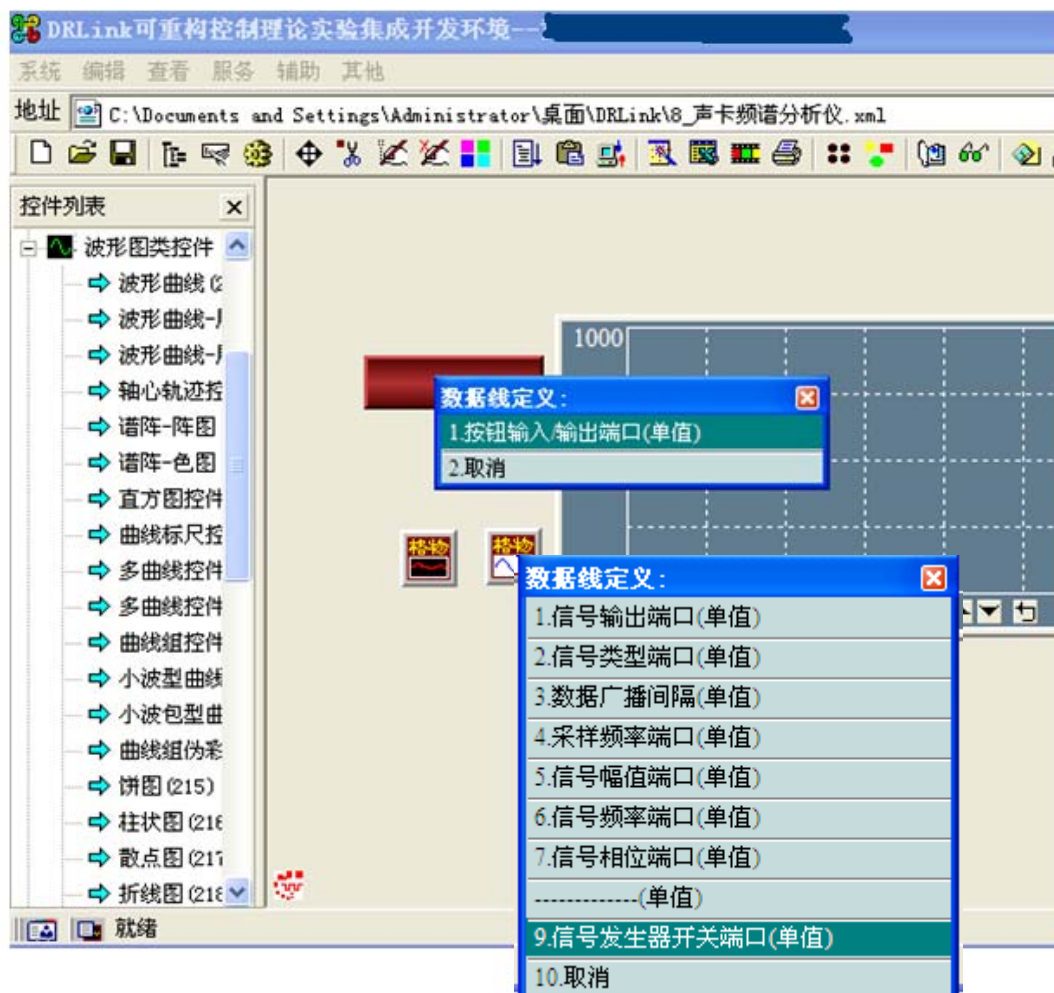 DRLink可重构控制理论实验集成开发环境--
系统 编辑 查看 服务 辅助 其他
地址 C:\Documents and Settings\Administrator\桌面\DRLink\8_声卡频谱分析仪.xml
控件列表
波形图类控件
波形曲线(2
波形曲线-
波形曲线-
轴心轨迹控
谱阵-阵图
谱阵-色图
直方图控件
曲线标尺控
多曲线控件
多曲线控件
曲线组控件
小波型曲线
小波包型曲
曲线组伪彩
饼图(215)
柱状图(216
散点图(217
折线图(218
就绪
1000
数据线定义:
1.按钮输入/输出端口(单值)
2.取消
格物
格物
数据线定义:
1.信号输出端口(单值)
2.信号类型端口(单值)
3.数据广播间隔(单值)
4.采样频率端口(单值)
5.信号幅值端口(单值)
6.信号频率端口(单值)
7.信号相位端口(单值)
-------------(单值)
9.信号发生器开关端口(单值)
10.取消